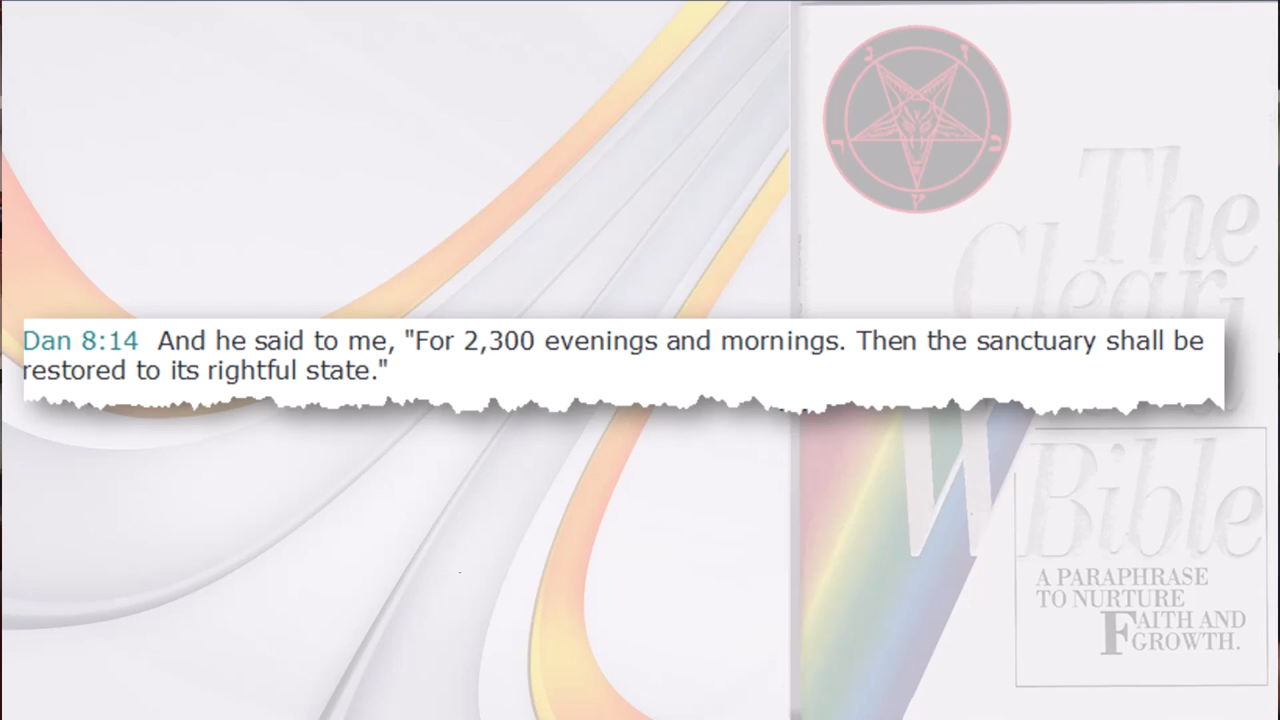 The
Clear
Dan 8:14 And he said to me, "For 2,300 evenings and mornings. Then the sanctuary shall be
restored to its rightful state."
W
Bible
A PARAPHRASE
TO NURTURE
FAITH AND
GROWTH.